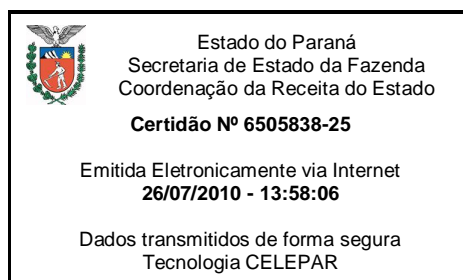 Estado do Paraná
Secretaria de Estado da Fazenda
Coordenação da Receita do Estado
Certidão Nº 6505838-25
Emitida Eletronicamente via Internet
26/07/2010 - 13:58:06
Dados transmitidos de forma segura
Tecnologia CELEPAR